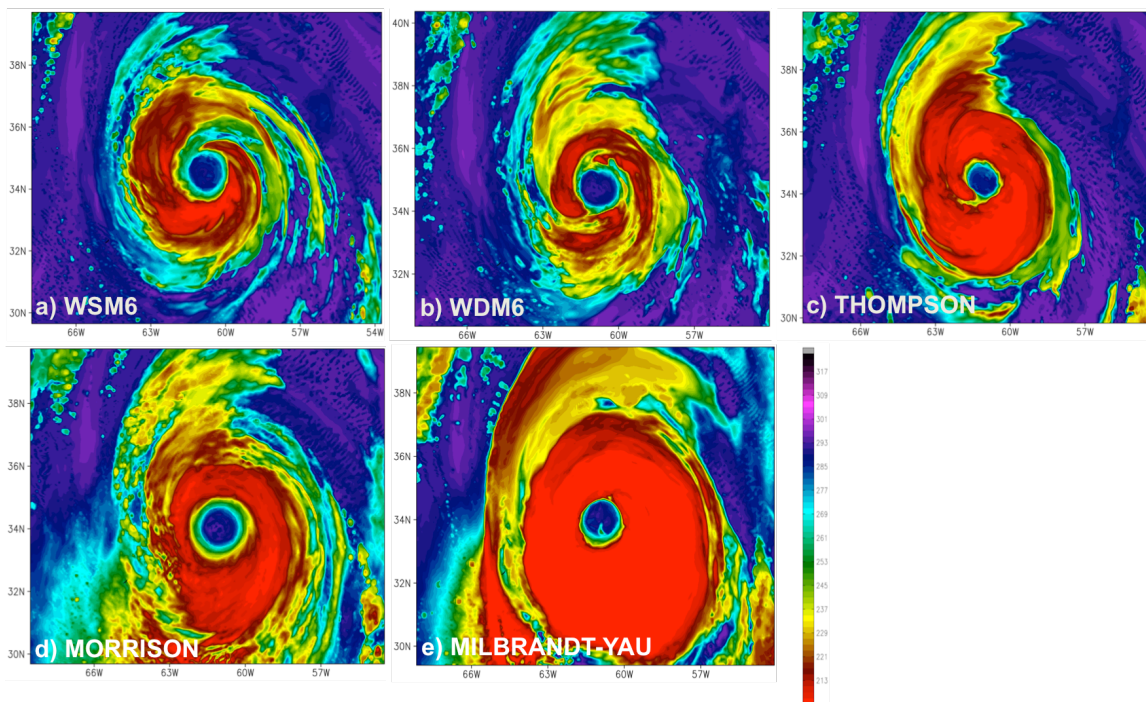 38N
36N
34N
32N
30N
a) WSM6
66W 63W 60W 57W 54W
40N
38N
36N
34N
32N
b) WDM6
66W 63W 60W 57W
38N
36N
34N
32N
30N
c) THOMPSON
66W 63W 60W 57W
38N
36N
34N
32N
30N
d) MORRISON
66W 63W 60W 57W
38N
36N
34N
32N
30N
e) MILBRANDT-YAU
66W 63W 60W 57W
317
309
301
293
285
277
269
261
253
245
237
229
221
213